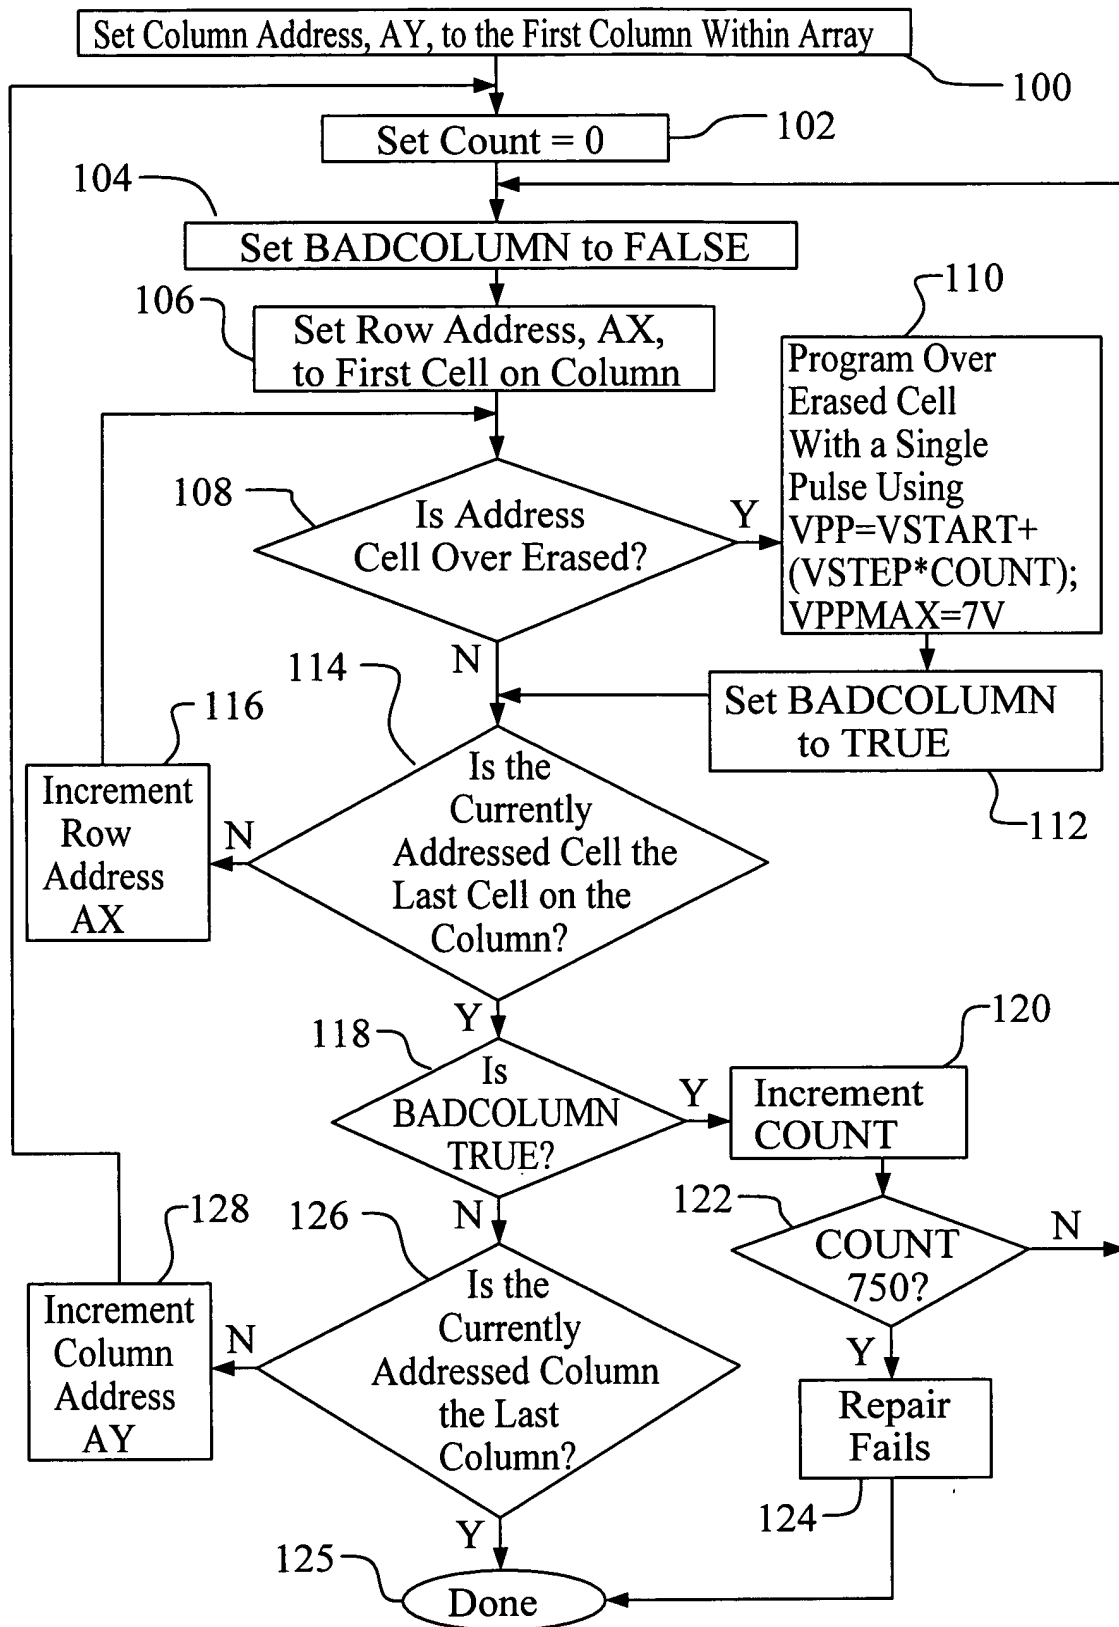 Set Column Address, AY, to the First Column Within Array
100
Set Count = 0
102
104
Set BADCOLUMN to FALSE
106
Set Row Address, AX,
to First Cell on Column
110
Program Over
Erased Cell
With a Single
Pulse Using
VPP=VSTART+
(VSTEP*COUNT);
VPPMAX=7V
108
Is Address
Cell Over Erased?
Y
N
114
Set BADCOLUMN
to TRUE
112
116
Increment
Row
Address
AX
N
Is the
Currently
Addressed Cell the
Last Cell on the
Column?
Y
118
Is
BADCOLUMN
TRUE?
Y
120
Increment
COUNT
N
122
COUNT
750?
N
Y
126
128
Increment
Column
Address
AY
N
Is the
Currently
Addressed Column
the Last
Column?
Repair
Fails
124
Y
125
Done